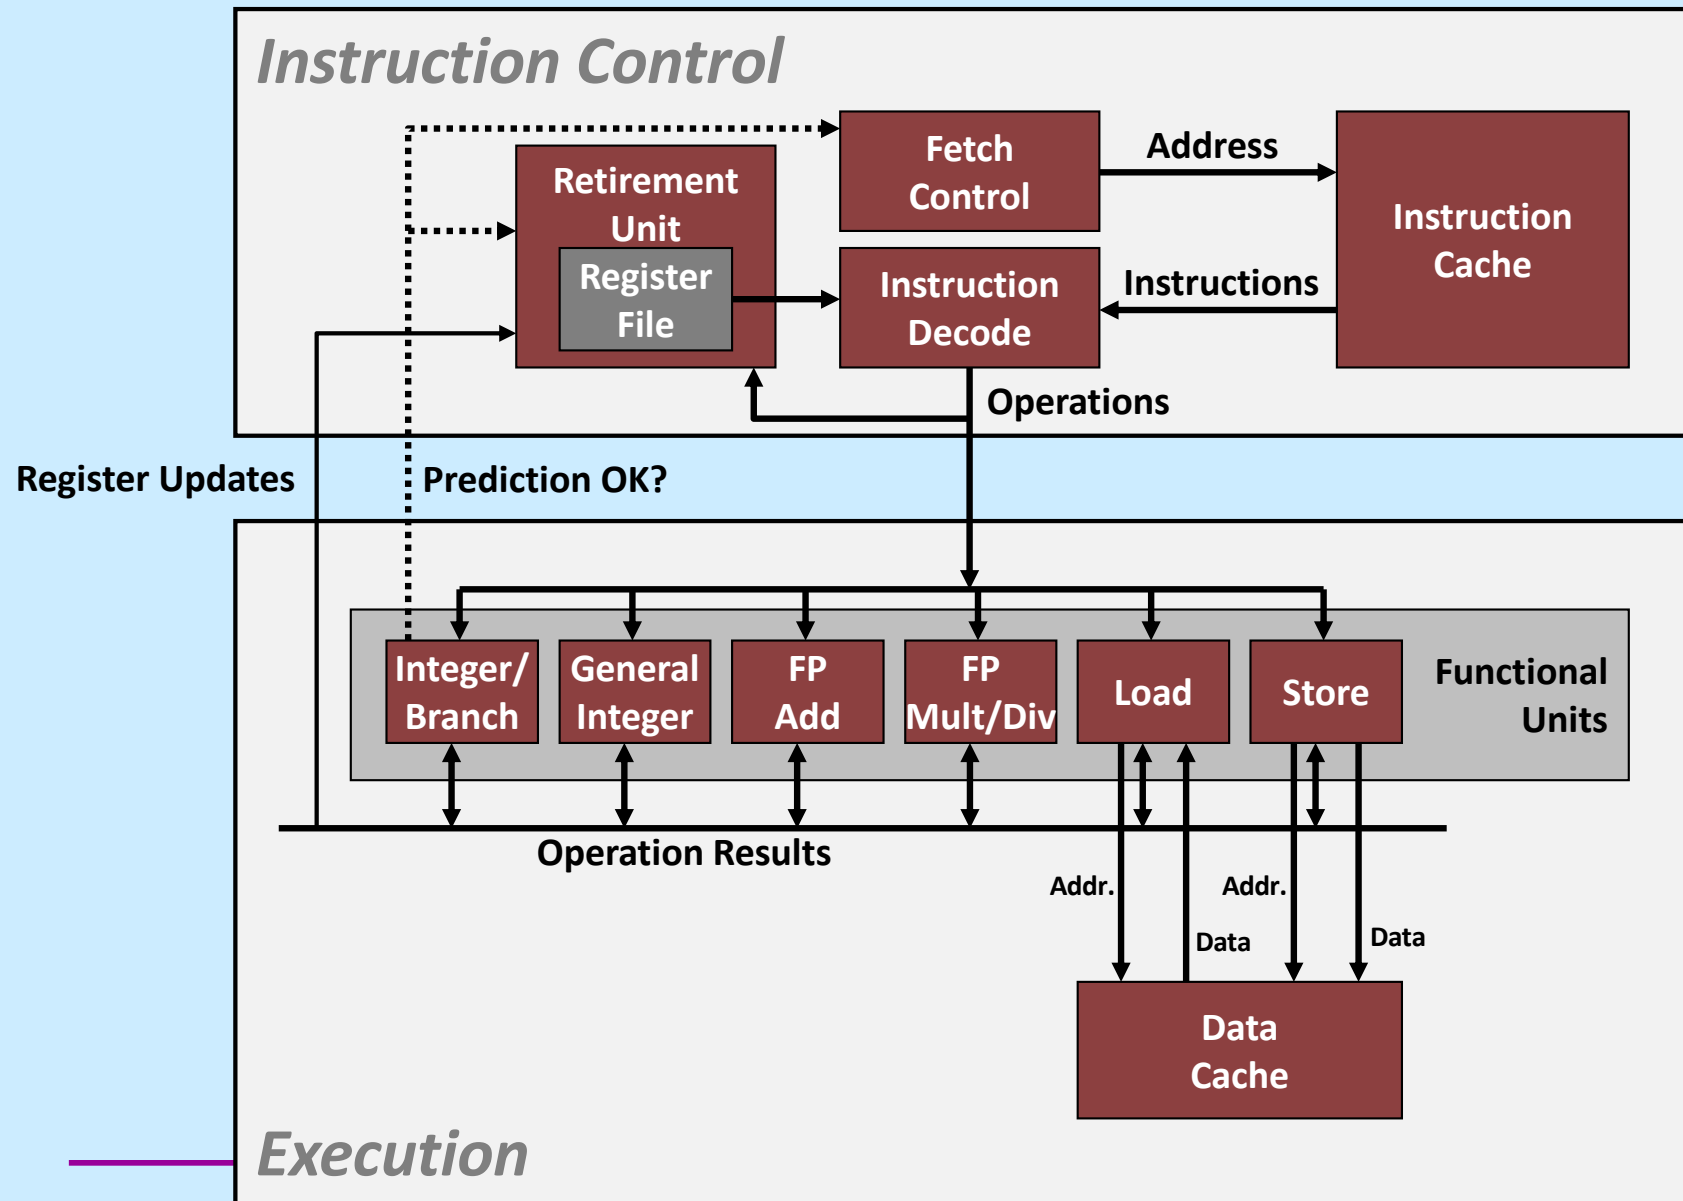 Instruction Control
Fetch
Control
Address
Instruction
Cache
Retirement
Unit
Register
File
Instruction
Decode
Instructions
Operations
Register Updates
Prediction OK?
Integer/
Branch
General
Integer
FP
Add
FP
Mult/Div
Load
Store
Functional
Units
Operation Results
Addr.
Addr.
Data
Data
Data
Cache
Execution